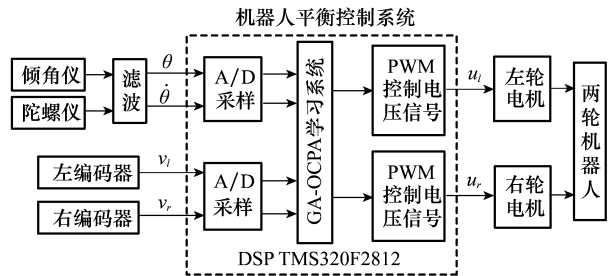 机器人平衡控制系统
倾角仪
陀螺仪
滤波
θ
θ̇
A/D
采样
左编码器
右编码器
v_l
v_r
A/D
采样
GA-OCPA学习系统
PWM
控制电
压信号
PWM
控制电
压信号
u_l
u_r
左轮
电机
右轮
电机
两轮机器人
DSP TMS320F2812